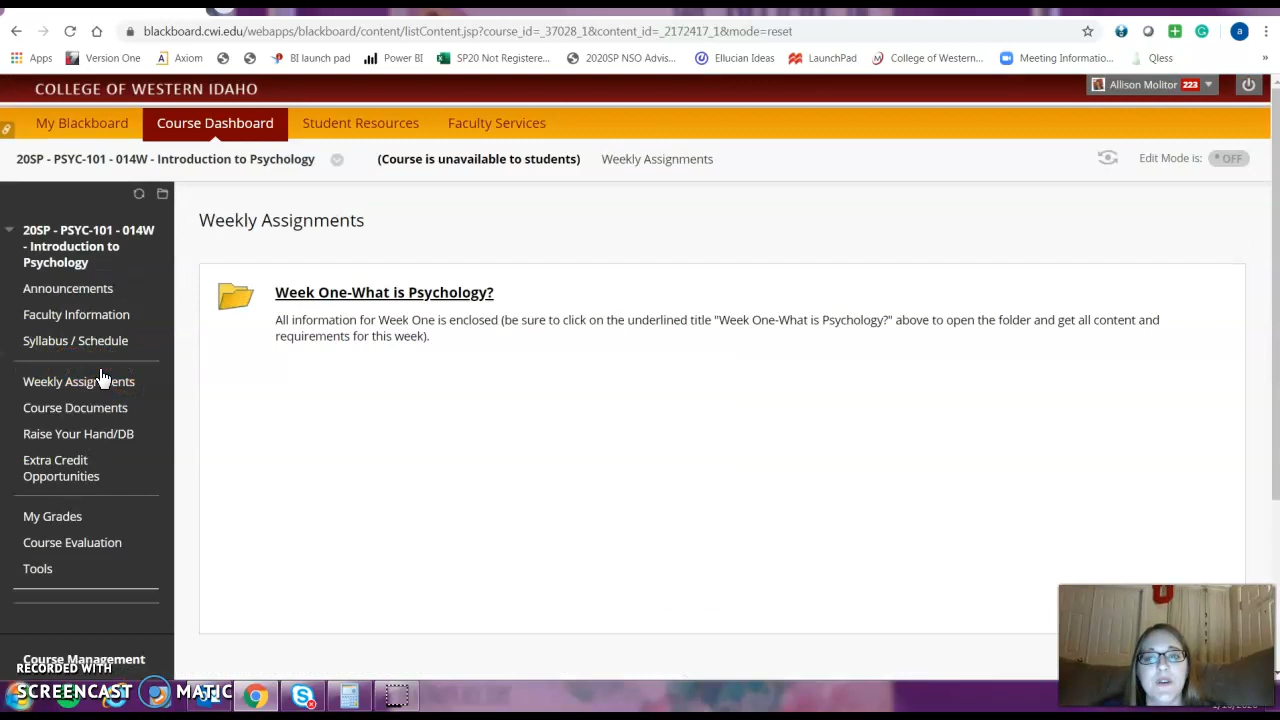 blackboard.cwi.edu/webapps/blackboard/content/listContent.jsp?course_id=_37028_1&content_id=_2172417_1&mode=reset
a
Apps Version One Axiom BI launch pad Power BI SP20 Not Registere... 2020SP NSO Advis... Ellucian Ideas LaunchPad College of Western... Meeting Informatio... Qless »
COLLEGE OF WESTERN IDAHO
Allison Molitor 223
My Blackboard Course Dashboard Student Resources Faculty Services
20SP - PSYC-101 - 014W - Introduction to Psychology (Course is unavailable to students) Weekly Assignments Edit Mode is: OFF
20SP - PSYC-101 - 014W
- Introduction to
Psychology
Announcements
Faculty Information
Syllabus / Schedule
Weekly Assignments
Course Documents
Raise Your Hand/DB
Extra Credit
Opportunities
My Grades
Course Evaluation
Tools
Course Management
Weekly Assignments
Week One-What is Psychology?
All information for Week One is enclosed (be sure to click on the underlined title "Week One-What is Psychology?" above to open the folder and get all content and
requirements for this week).
RECORDED WITH
SCREENCAST MATIC